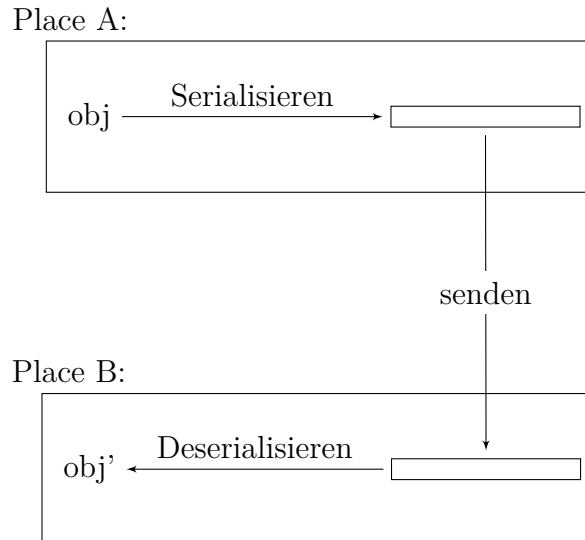 Place A:
Serialisieren
obj
senden
Place B:
Deserialisieren
obj'